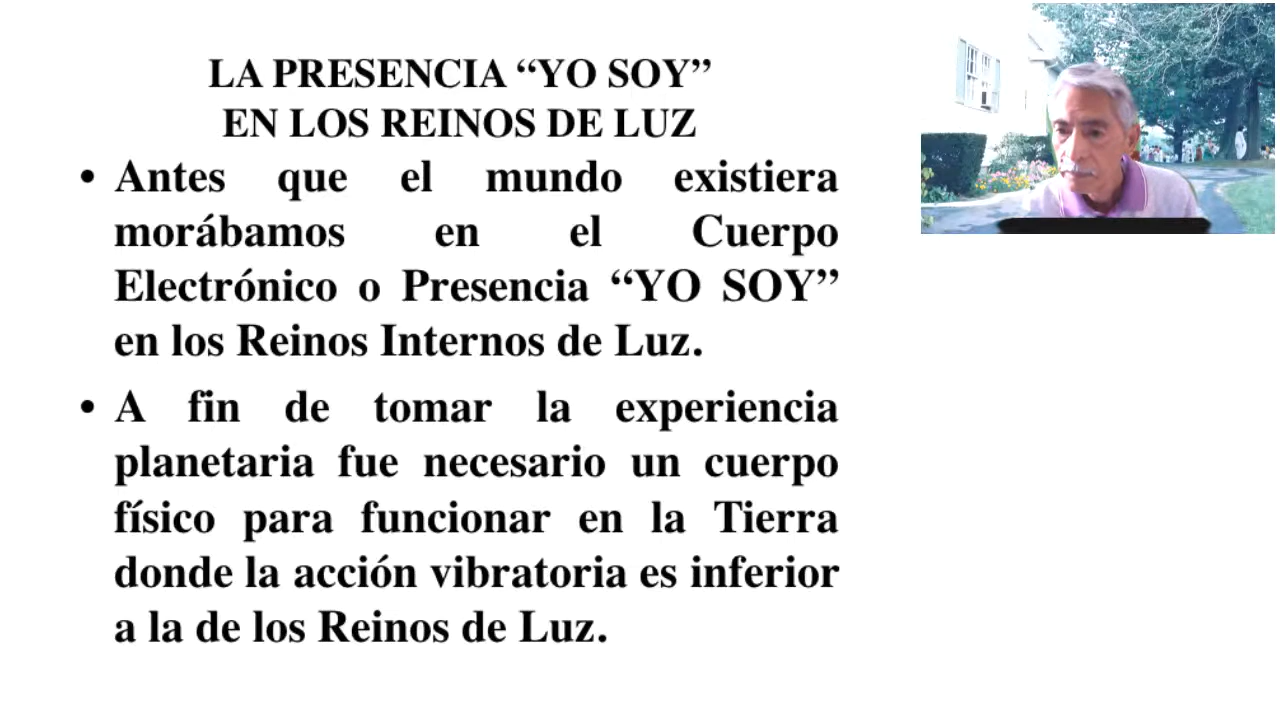 LA PRESENCIA “YO SOY”
EN LOS REINOS DE LUZ
• Antes que el mundo existiera
morábamos en el Cuerpo
Electrónico o Presencia “YO SOY”
en los Reinos Internos de Luz.
• A fin de tomar la experiencia
planetaria fue necesario un cuerpo
físico para funcionar en la Tierra
donde la acción vibratoria es inferior
a la de los Reinos de Luz.